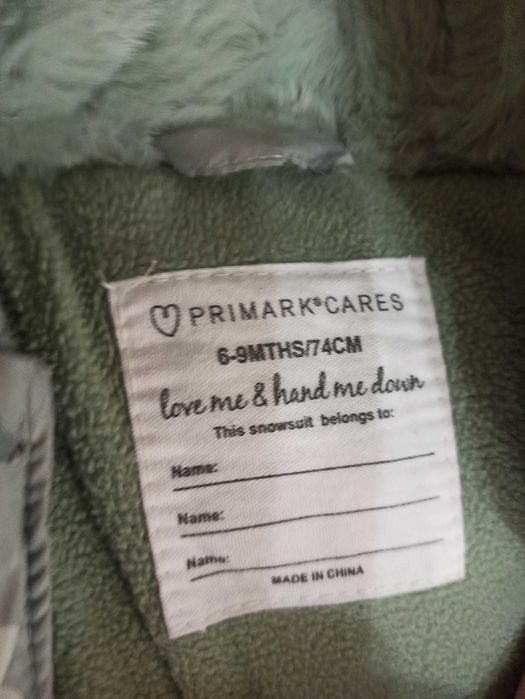 PRIMARK®CARES
6-9MTHS/74CM
love me & hand me down
This snowsuit belongs to:
Name:
Name:
Name:
MADE IN CHINA